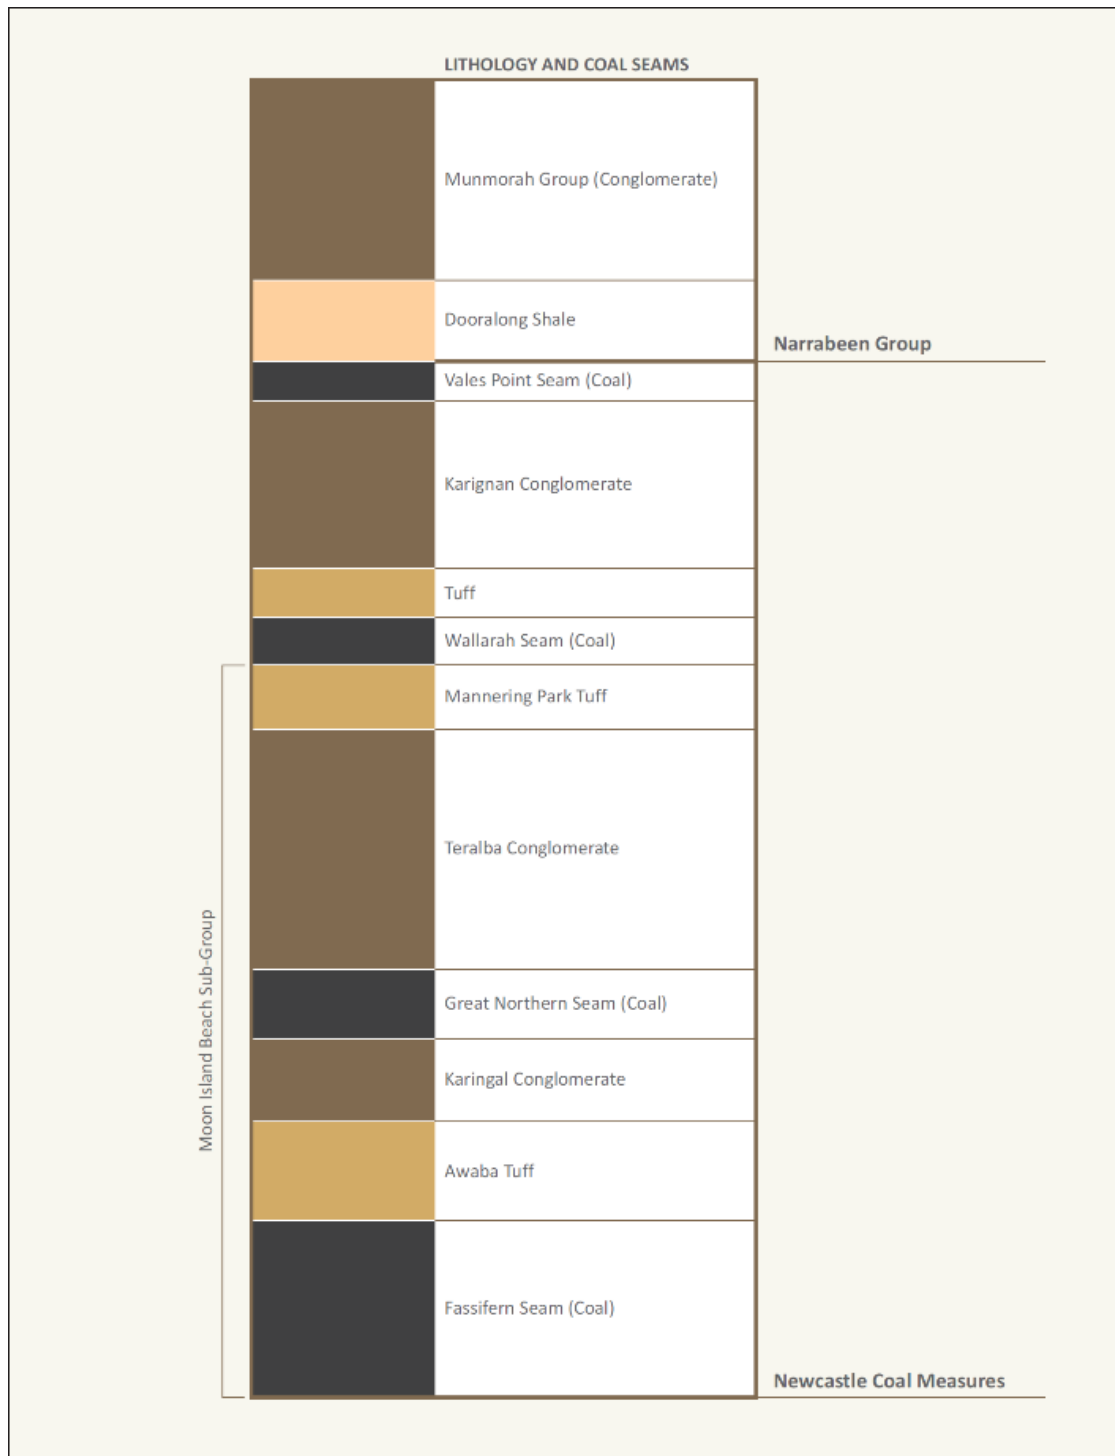 LITHOLOGY AND COAL SEAMS
Munmorah Group (Conglomerate)
Dooralong Shale
Narrabeen Group
Vales Point Seam (Coal)
Karignan Conglomerate
Tuff
Wallarah Seam (Coal)
Mannering Park Tuff
Teralba Conglomerate
Moon Island Beach Sub-Group
Great Northern Seam (Coal)
Karingal Conglomerate
Awaba Tuff
Fassifern Seam (Coal)
Newcastle Coal Measures